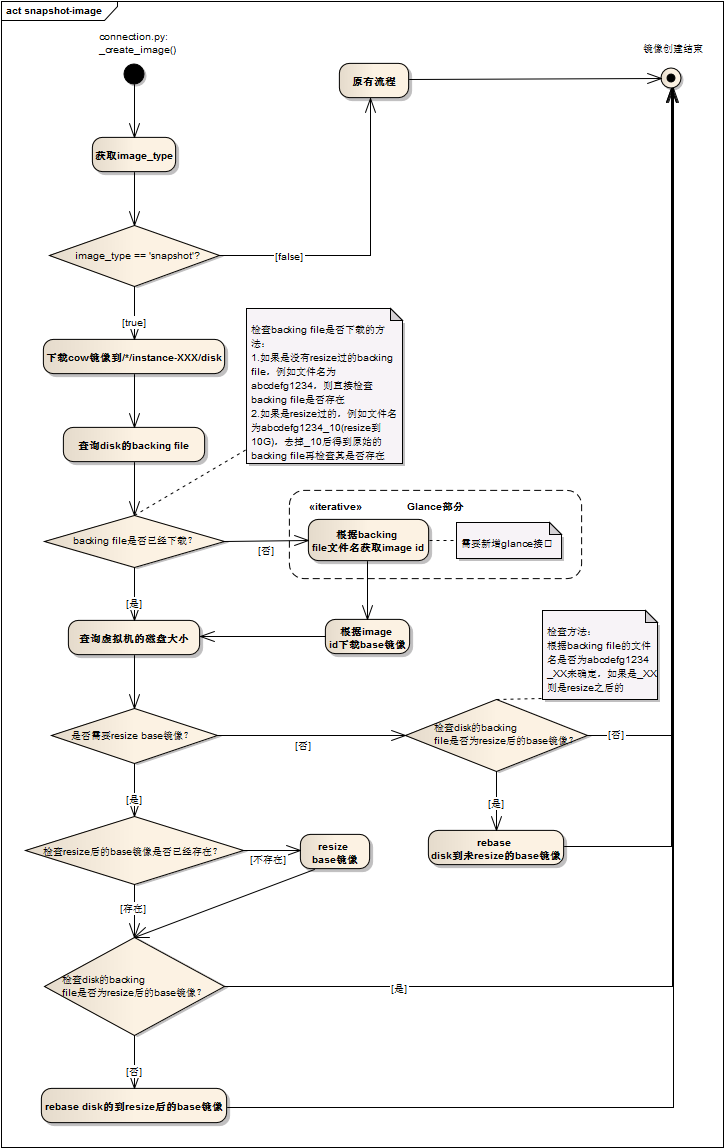 act snapshot-image
connection.py:
_create_image()
镜像创建结束
原有流程
获取image_type
image_type == 'snapshot'?
[false]
[true]
下载cow镜像到/*/instance-XXX/disk
检查backing file是否下载的方
法：
1.如果是没有resize过的backing
file，例如文件名为
abcdefg1234，则直接检查
backing file是否存在
2.如果是resize过的，例如文件名
为abcdefg1234_10(resize到
10G)，去掉_10后得到原始的
backing file再检查其是否存在
查询disk的backing file
«iterative»
Glance部分
backing file是否已经下载？
[否]
根据backing
file文件名获取image id
需要新增glance接口
[是]
查询虚拟机的磁盘大小
根据image
id下载base镜像
检查方法：
根据backing file的文件
名是否为abcdefg1234
_XX来确定，如果是_XX
则是resize之后的
是否需要resize base镜像？
[否]
检查disk的backing
file是否为resize后的base镜像？
[否]
[是]
[是]
检查resize后的base镜像是否已经存在？
[不存在]
resize
base镜像
rebase
disk到未resize的base镜像
[存在]
检查disk的backing
file是否为resize后的base镜像？
[是]
[否]
rebase disk的到resize后的base镜像